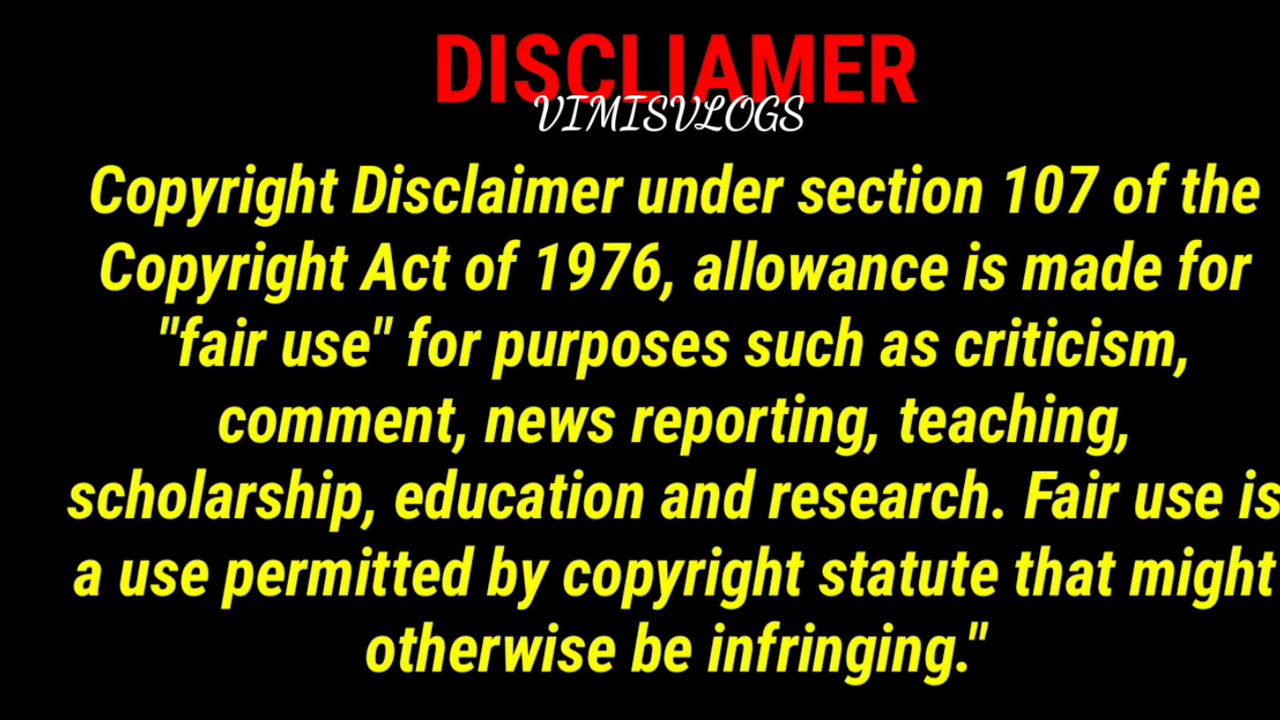 DISCLIAMER
VIMISVLOGS
Copyright Disclaimer under section 107 of the
Copyright Act of 1976, allowance is made for
"fair use" for purposes such as criticism,
comment, news reporting, teaching,
scholarship, education and research. Fair use is
a use permitted by copyright statute that might
otherwise be infringing."